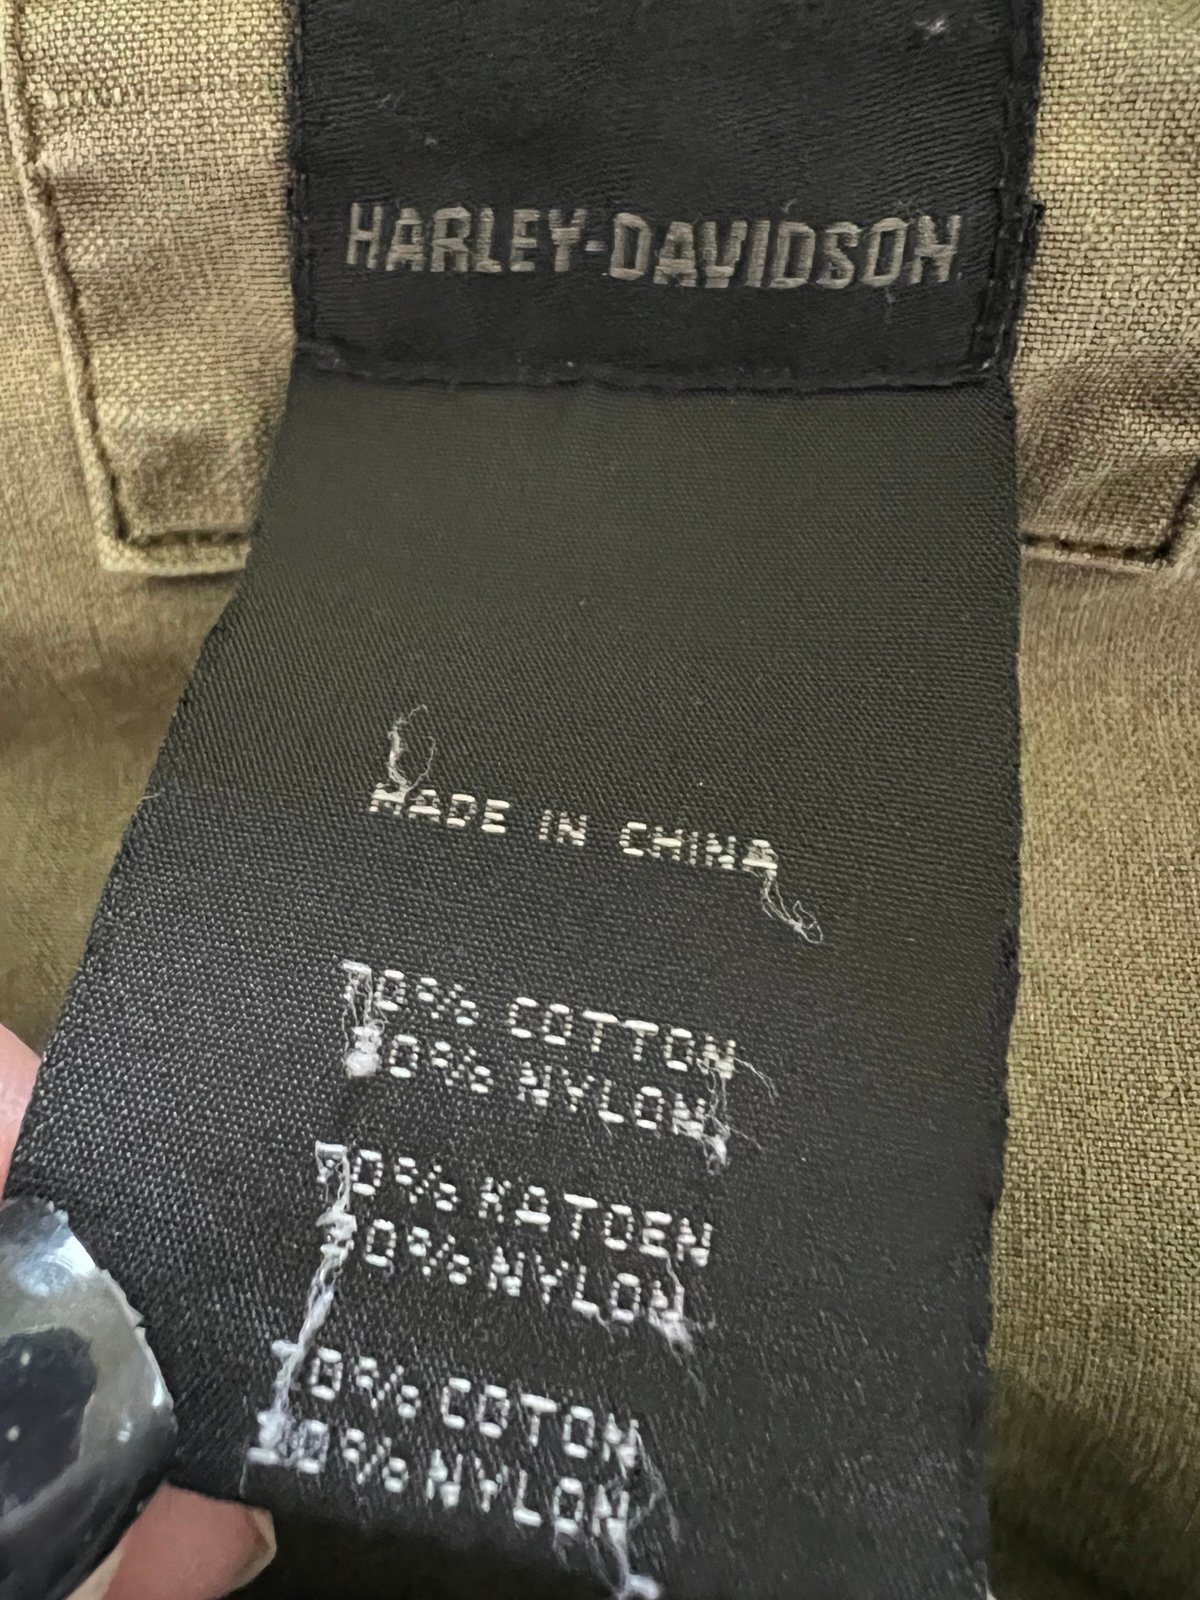 HARLEY-DAVIDSON
MADE IN CHINA
70% COTTON
30% NYLON
70% KATOEN
30% NYLON
70% COTON
30% NYLON